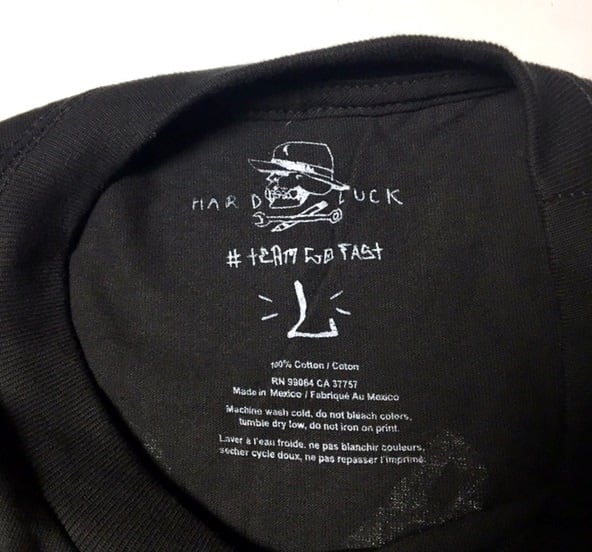 HARD LUCK
# TEAM GO FAST
L
100% Cotton / Coton
RN 99064 CA 37757
Made in Mexico / Fabriqué Au Mexico
Machine wash cold, do not bleach colors,
tumble dry low, do not iron on print.
Laver à l'eau froide, ne pas blanchir couleurs,
secher cycle doux, ne pas repasser l'imprimé.